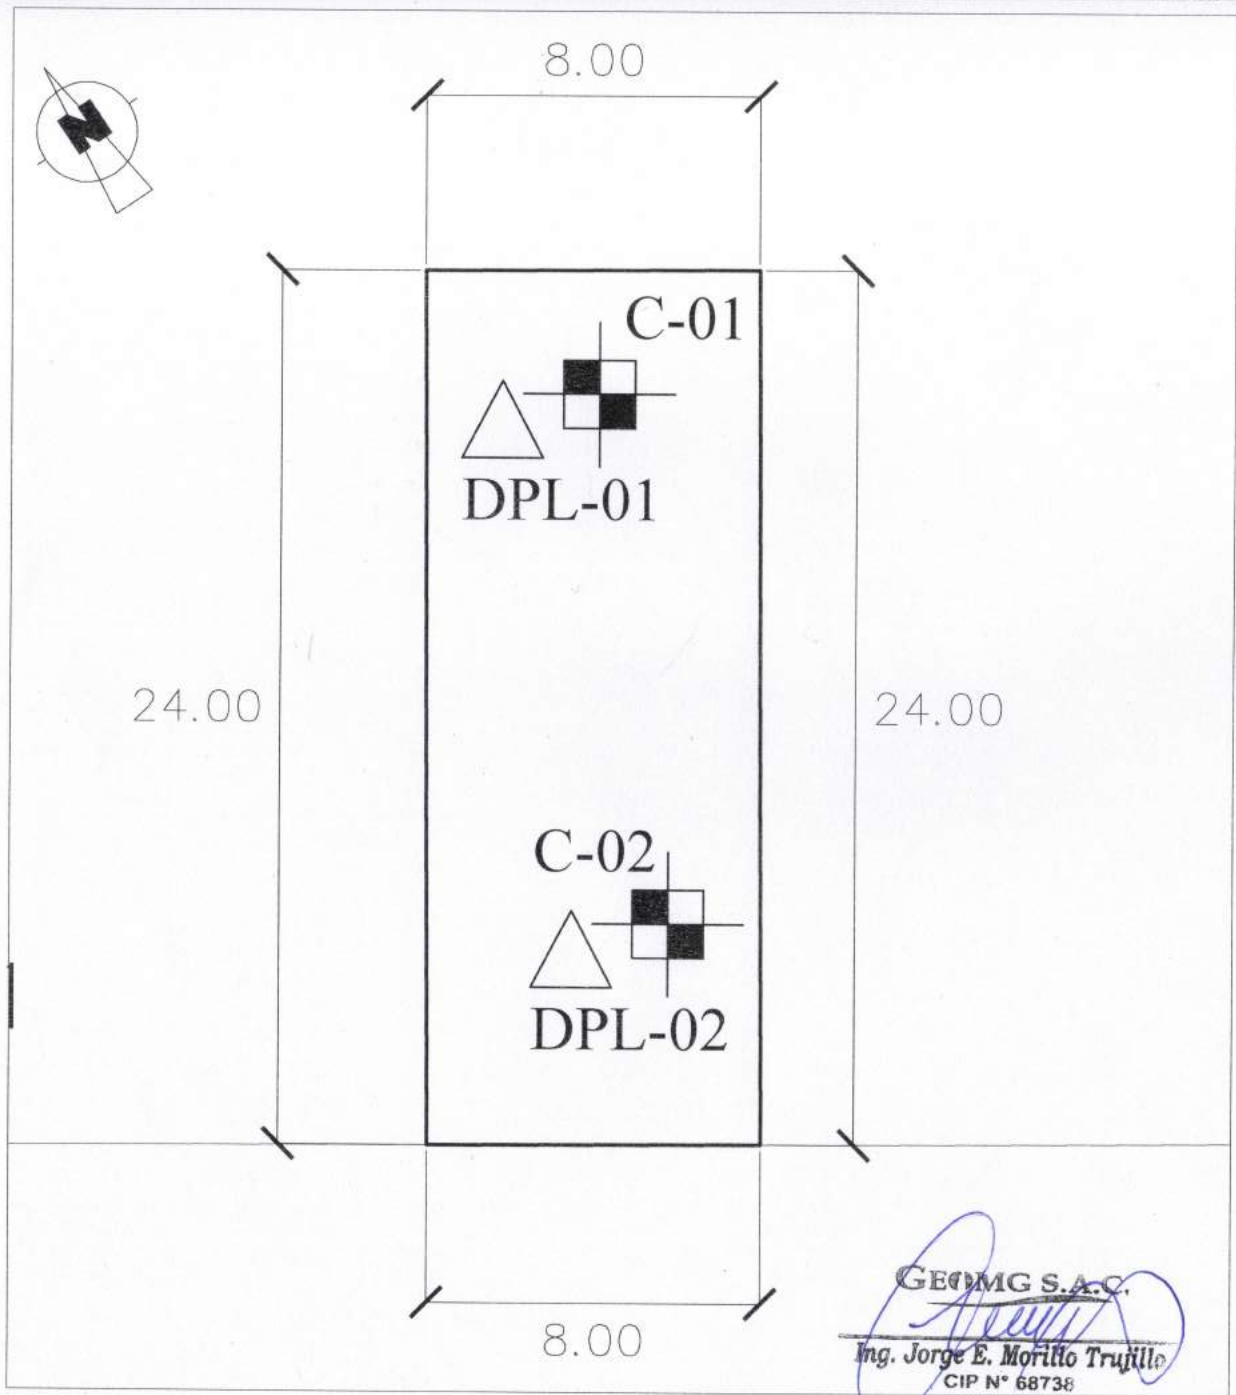 8.00
N
C-01
DPL-01
24.00
24.00
C-02
DPL-02
8.00
GEOMG S.A.C.
Ing. Jorge E. Morillo Trujillo
CIP N° 68738